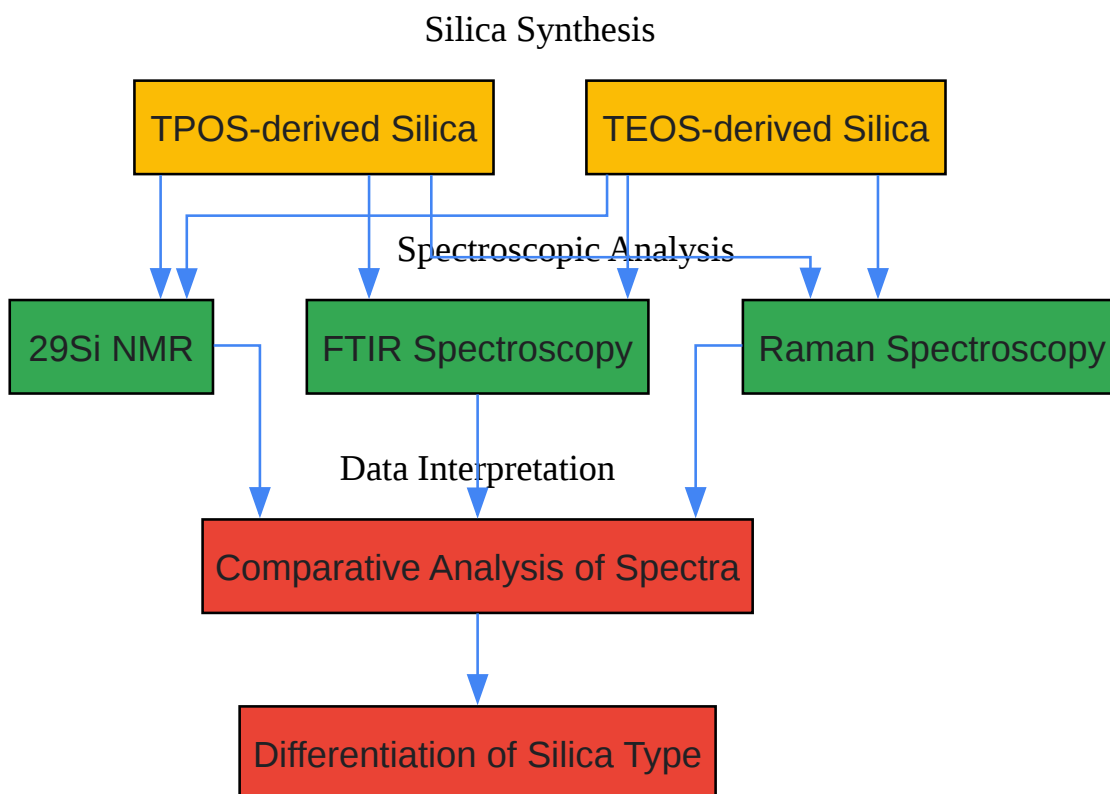 Silica Synthesis
TPOS-derived Silica
TEOS-derived Silica
Spectroscopic Analysis
29Si NMR
FTIR Spectroscopy
Raman Spectroscopy
Data Interpretation
Comparative Analysis of Spectra
Differentiation of Silica Type